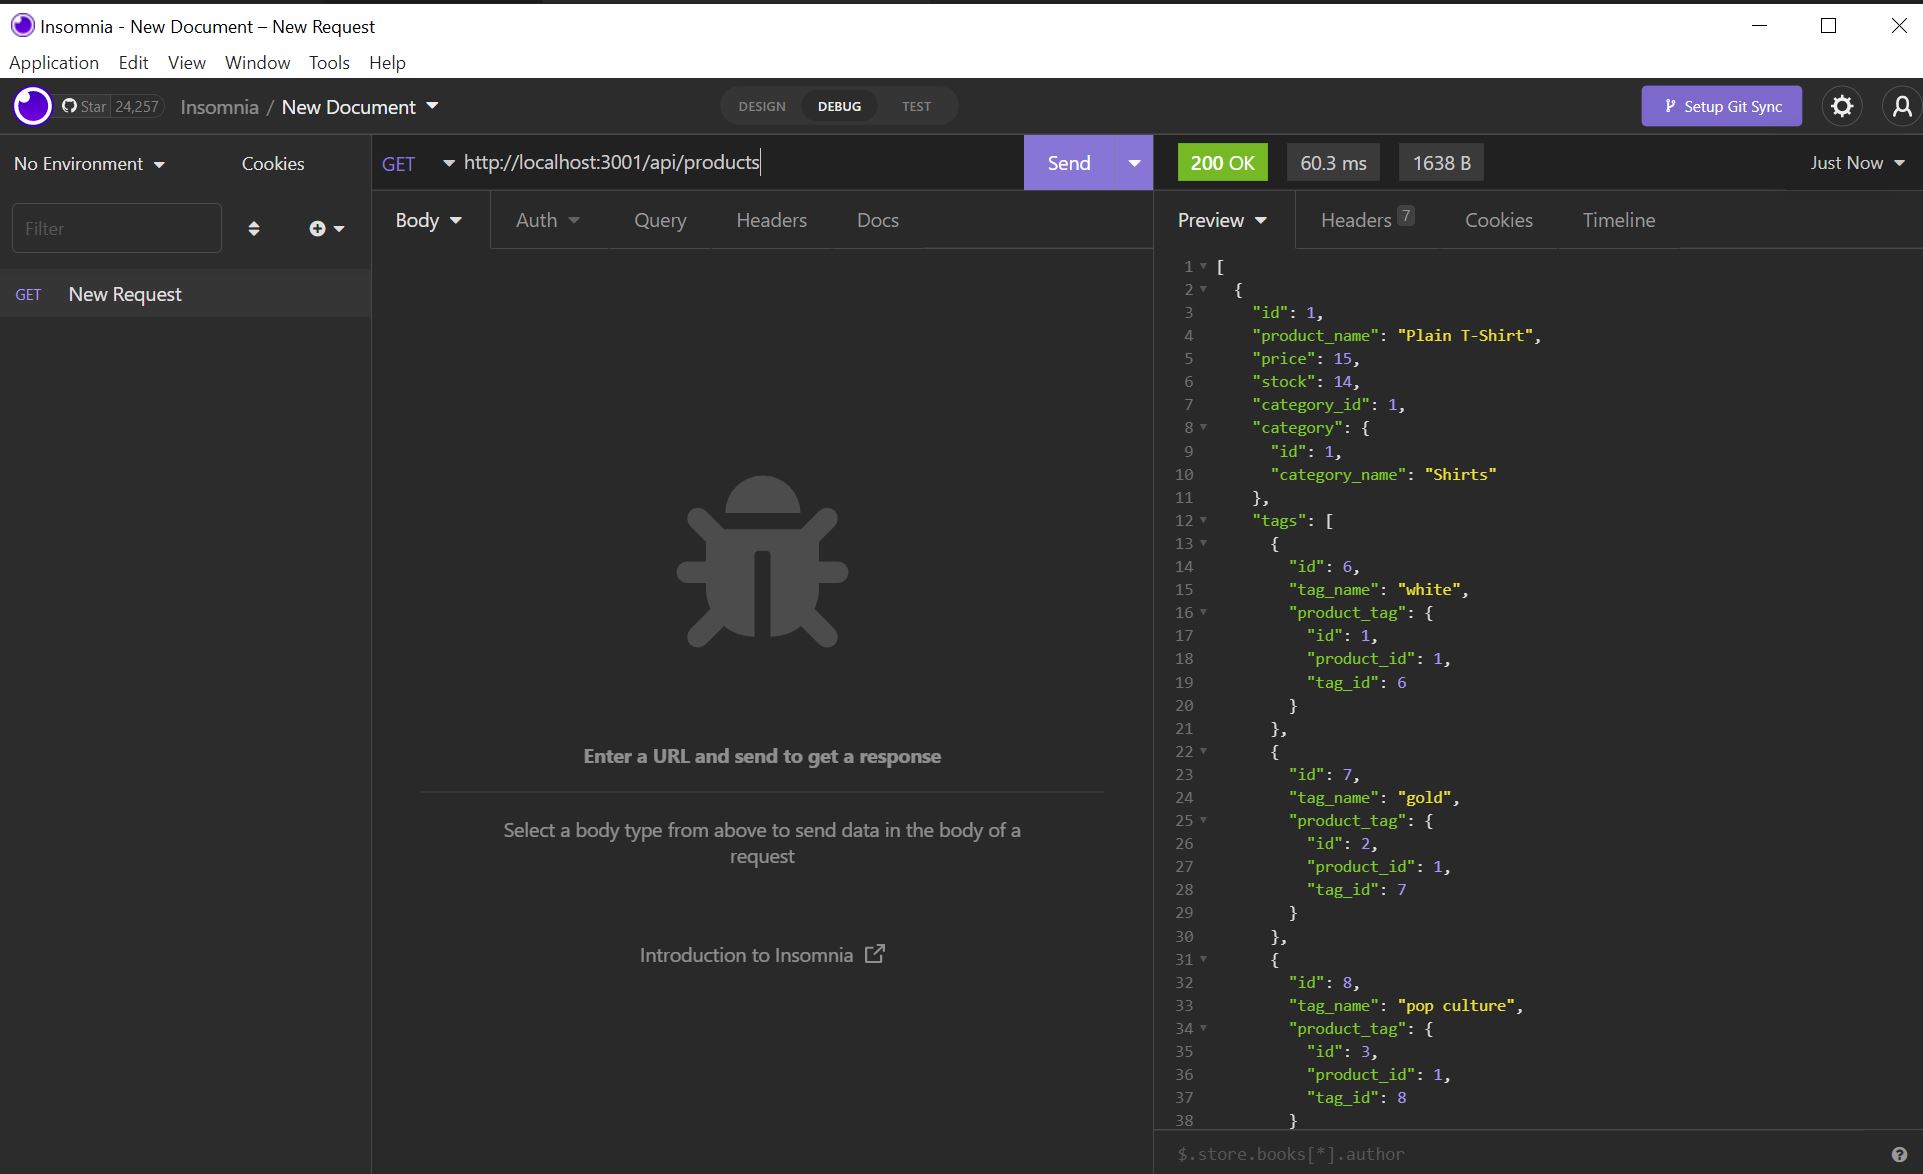 Insomnia - New Document – New Request
Application Edit View Window Tools Help
Star 24,257 Insomnia / New Document DESIGN DEBUG TEST Setup Git Sync
No Environment Cookies GET http://localhost:3001/api/products Send 200 OK 60.3 ms 1638 B Just Now
Filter
GET New Request
Body Auth Query Headers Docs
Enter a URL and send to get a response
Select a body type from above to send data in the body of a
request
Introduction to Insomnia
Preview Headers 7 Cookies Timeline
1 [
2 {
3 "id": 1,
4 "product_name": "Plain T-Shirt",
5 "price": 15,
6 "stock": 14,
7 "category_id": 1,
8 "category": {
9 "id": 1,
10 "category_name": "Shirts"
11 },
12 "tags": [
13 {
14 "id": 6,
15 "tag_name": "white",
16 "product_tag": {
17 "id": 1,
18 "product_id": 1,
19 "tag_id": 6
20 }
21 },
22 {
23 "id": 7,
24 "tag_name": "gold",
25 "product_tag": {
26 "id": 2,
27 "product_id": 1,
28 "tag_id": 7
29 }
30 },
31 {
32 "id": 8,
33 "tag_name": "pop culture",
34 "product_tag": {
35 "id": 3,
36 "product_id": 1,
37 "tag_id": 8
38 }
$.store.books[*].author